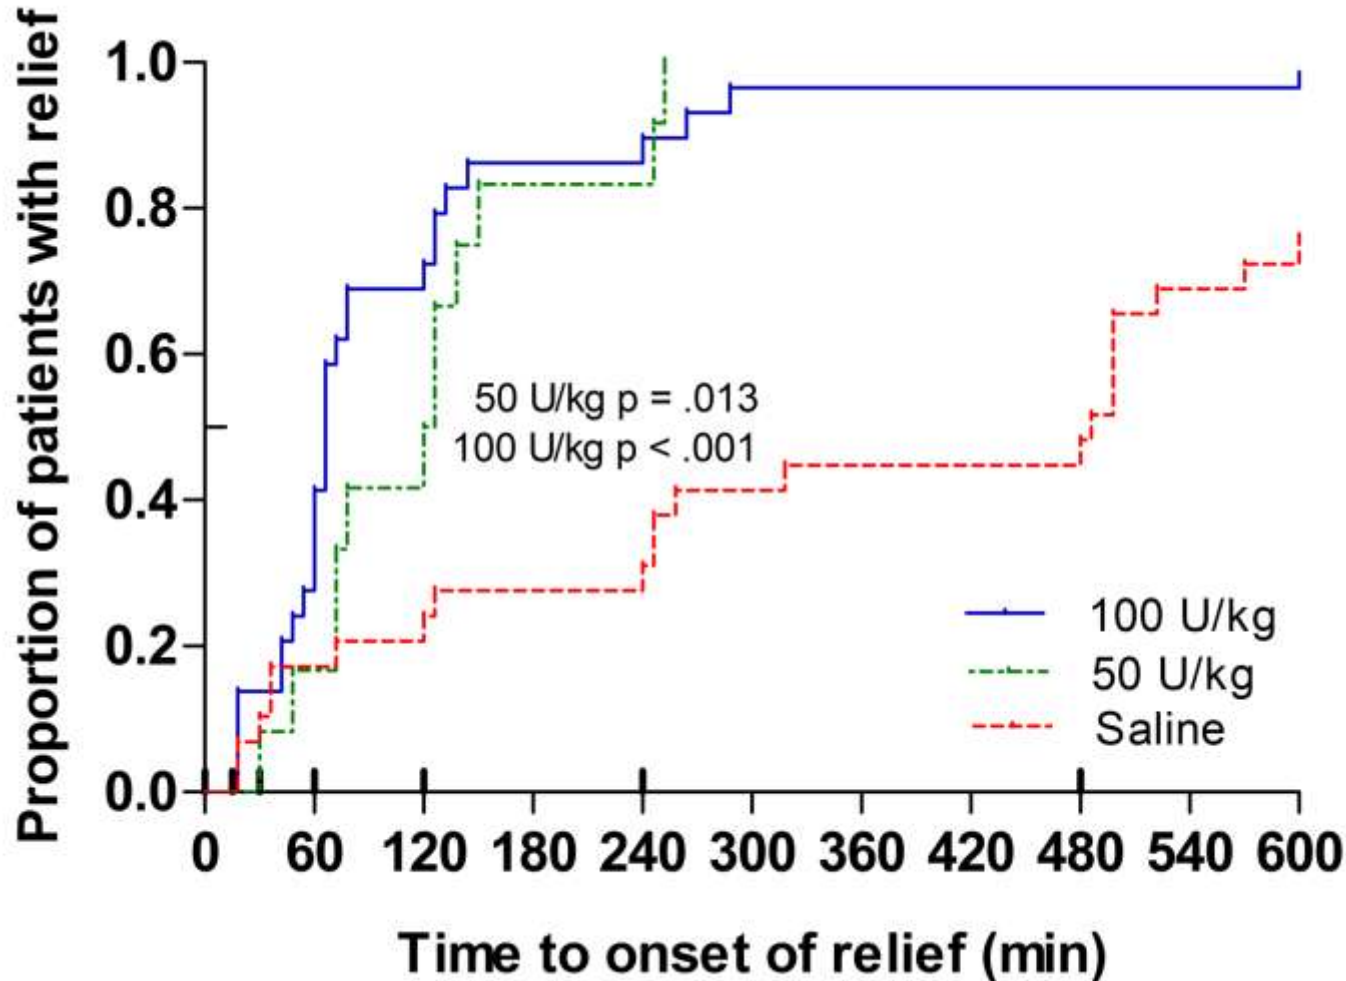 Proportion of patients with relief
1.0
0.8
0.6
0.4
0.2
0.0
50 U/kg p = .013
100 U/kg p < .001
100 U/kg
50 U/kg
Saline
0 60 120 180 240 300 360 420 480 540 600
Time to onset of relief (min)